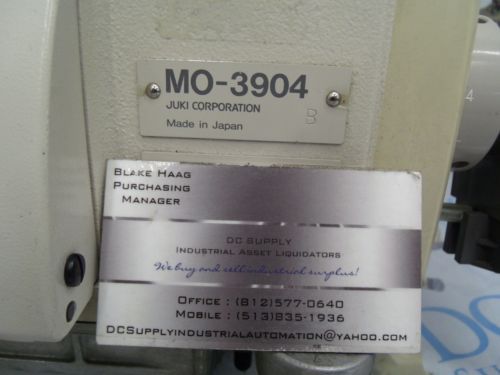 MO-3904
JUKI CORPORATION
B
Made in Japan
4
BLAKE HAAG
PURCHASING
MANAGER
DC SUPPLY
INDUSTRIAL ASSET LIQUIDATORS
We buy and sell industrial surplus!
OFFICE : (812)577-0640
MOBILE : (513)835-1936
DCSUPPLYINDUSTRIALAUTOMATION@YAHOO.COM